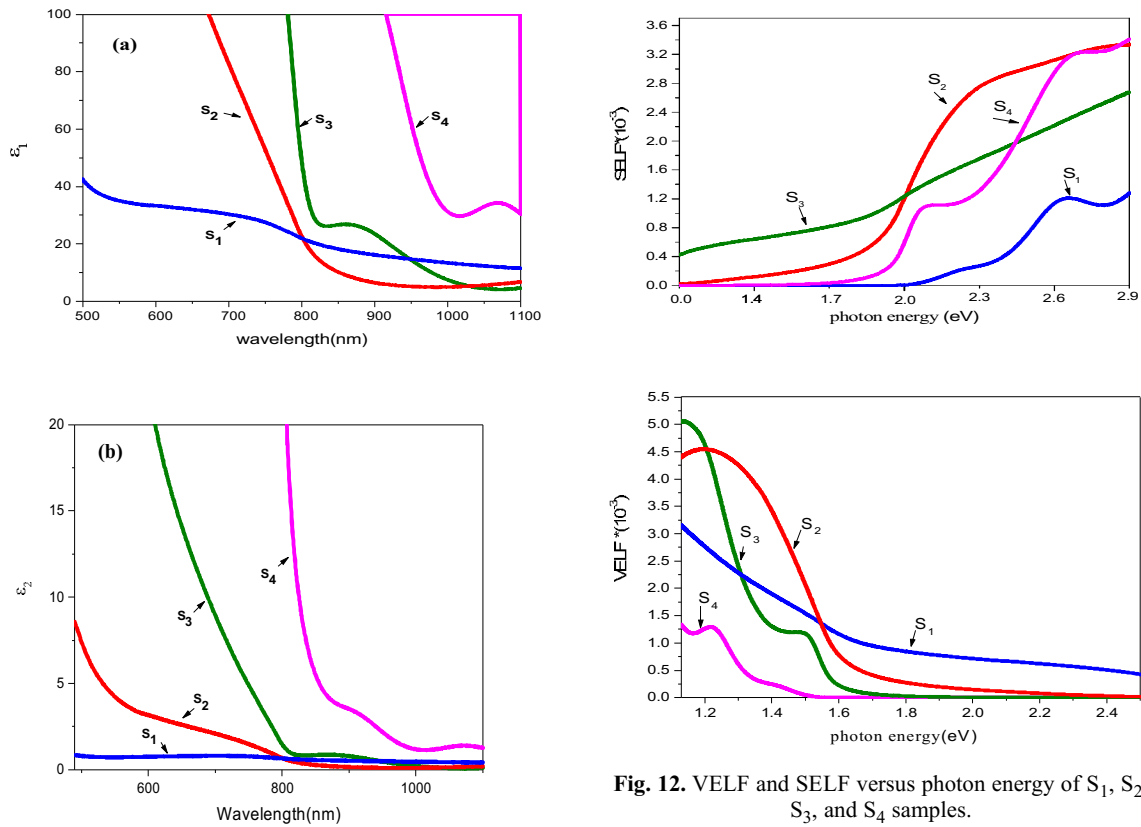 (a)
100
80
60
40
20
0
ε1
s2
s3
s4
s1
500 600 700 800 900 1000 1100
wavelength(nm)
(b)
20
15
10
5
0
ε2
s4
s3
s2
s1
600 800 1000
Wavelength(nm)
3.6
3.2
2.8
2.4
2.0
1.6
1.2
0.8
0.4
0.0
SELF*(10-3)
S2
S4
S1
S3
0.0 1.4 1.7 2.0 2.3 2.6 2.9
photon energy (eV)
5.5
5.0
4.5
4.0
3.5
3.0
2.5
2.0
1.5
1.0
0.5
0.0
VELF *(10-3)
S3
S2
S4
S1
1.2 1.4 1.6 1.8 2.0 2.2 2.4
photon energy(eV)
Fig. 12. VELF and SELF versus photon energy of S1, S2
S3, and S4 samples.